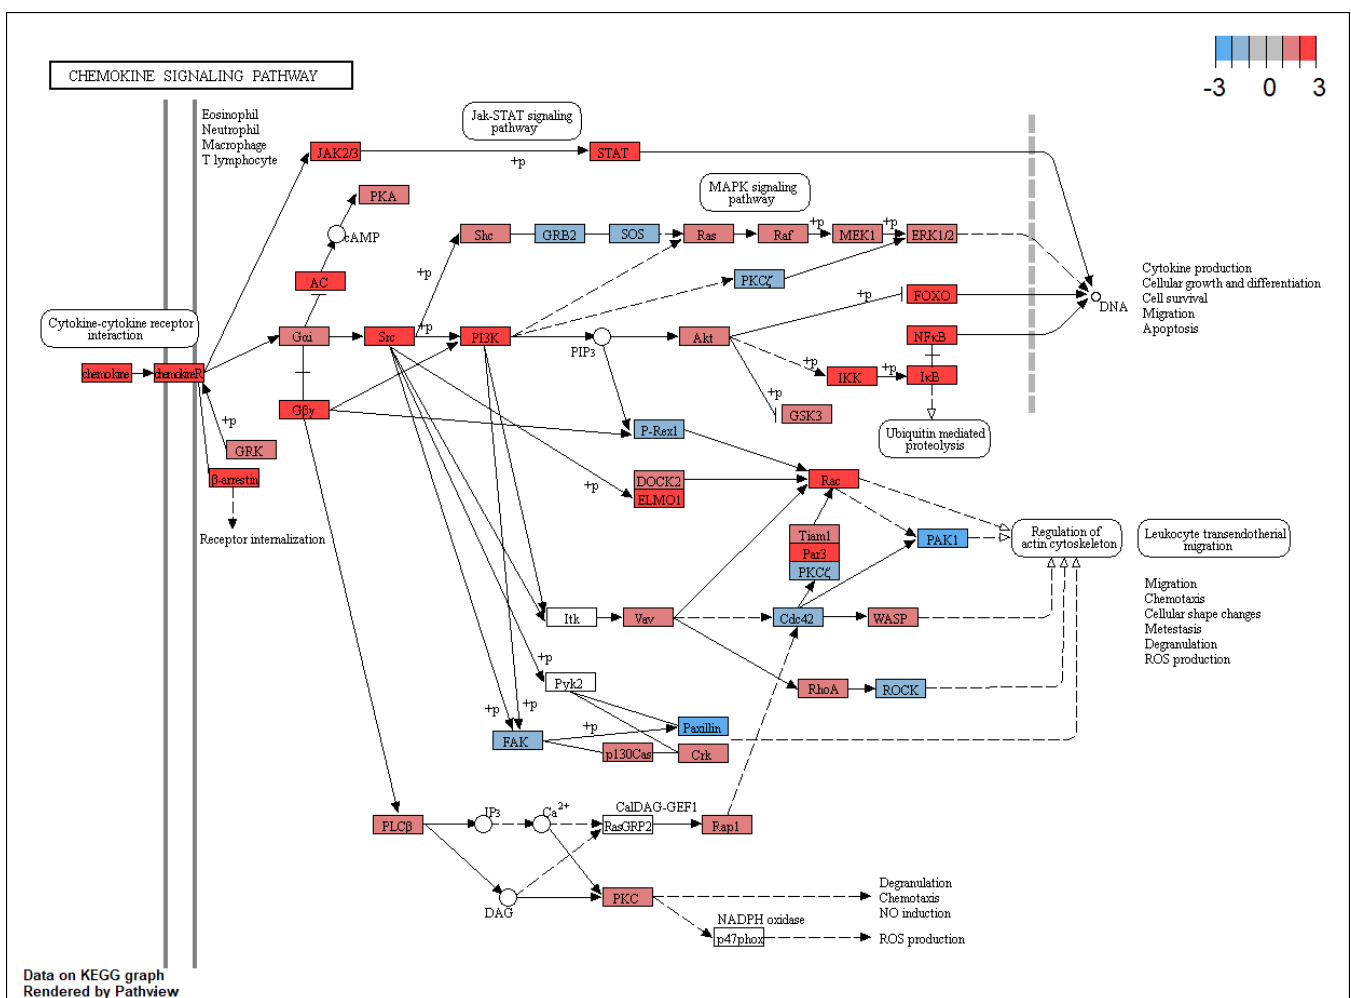 -3 0 3
CHEMOKINE SIGNALING PATHWAY
Eosinophil
Neutrophil
Macrophage
T lymphocyte
Jak-STAT signaling
pathway
JAK2/3
+p
STAT
PKA
MAPK signaling
pathway
cAMP
Shc
GRB2
SOS
Ras
+p
Raf
MEK1
+p
ERK1/2
+p
AC
PKCζ
+p
FOXO
DNA
Cytokine production
Cellular growth and differentiation
Cell survival
Migration
Apoptosis
Cytokine-cytokine receptor
interaction
Gαi
Src
+p
PI3K
PIP3
Akt
NFκB
chemokine
chemokineR
+p
IKK
+p
IκB
Gβγ
+p
GSK3
+p
GRK
P-Rex1
Ubiquitin mediated
proteolysis
β-arrestin
+p
DOCK2
ELMO1
Rac
Receptor internalization
Tiam1
Par3
PKCζ
PAK1
Regulation of
actin cytoskeleton
Leukocyte transendotherial
migration
Itk
Vav
Cdc42
WASP
Migration
Chemotaxis
Cellular shape changes
Metestasis
Degranulation
ROS production
+p
Pyk2
RhoA
ROCK
+p
+p
FAK
+p
Paxillin
p130Cas
Crk
PLCβ
IP3
Ca2+
CalDAG-GEF1
RasGRP2
Rap1
DAG
PKC
Degranulation
Chemotaxis
NO induction
NADPH oxidase
p47phox
ROS production
Data on KEGG graph
Rendered by Pathview